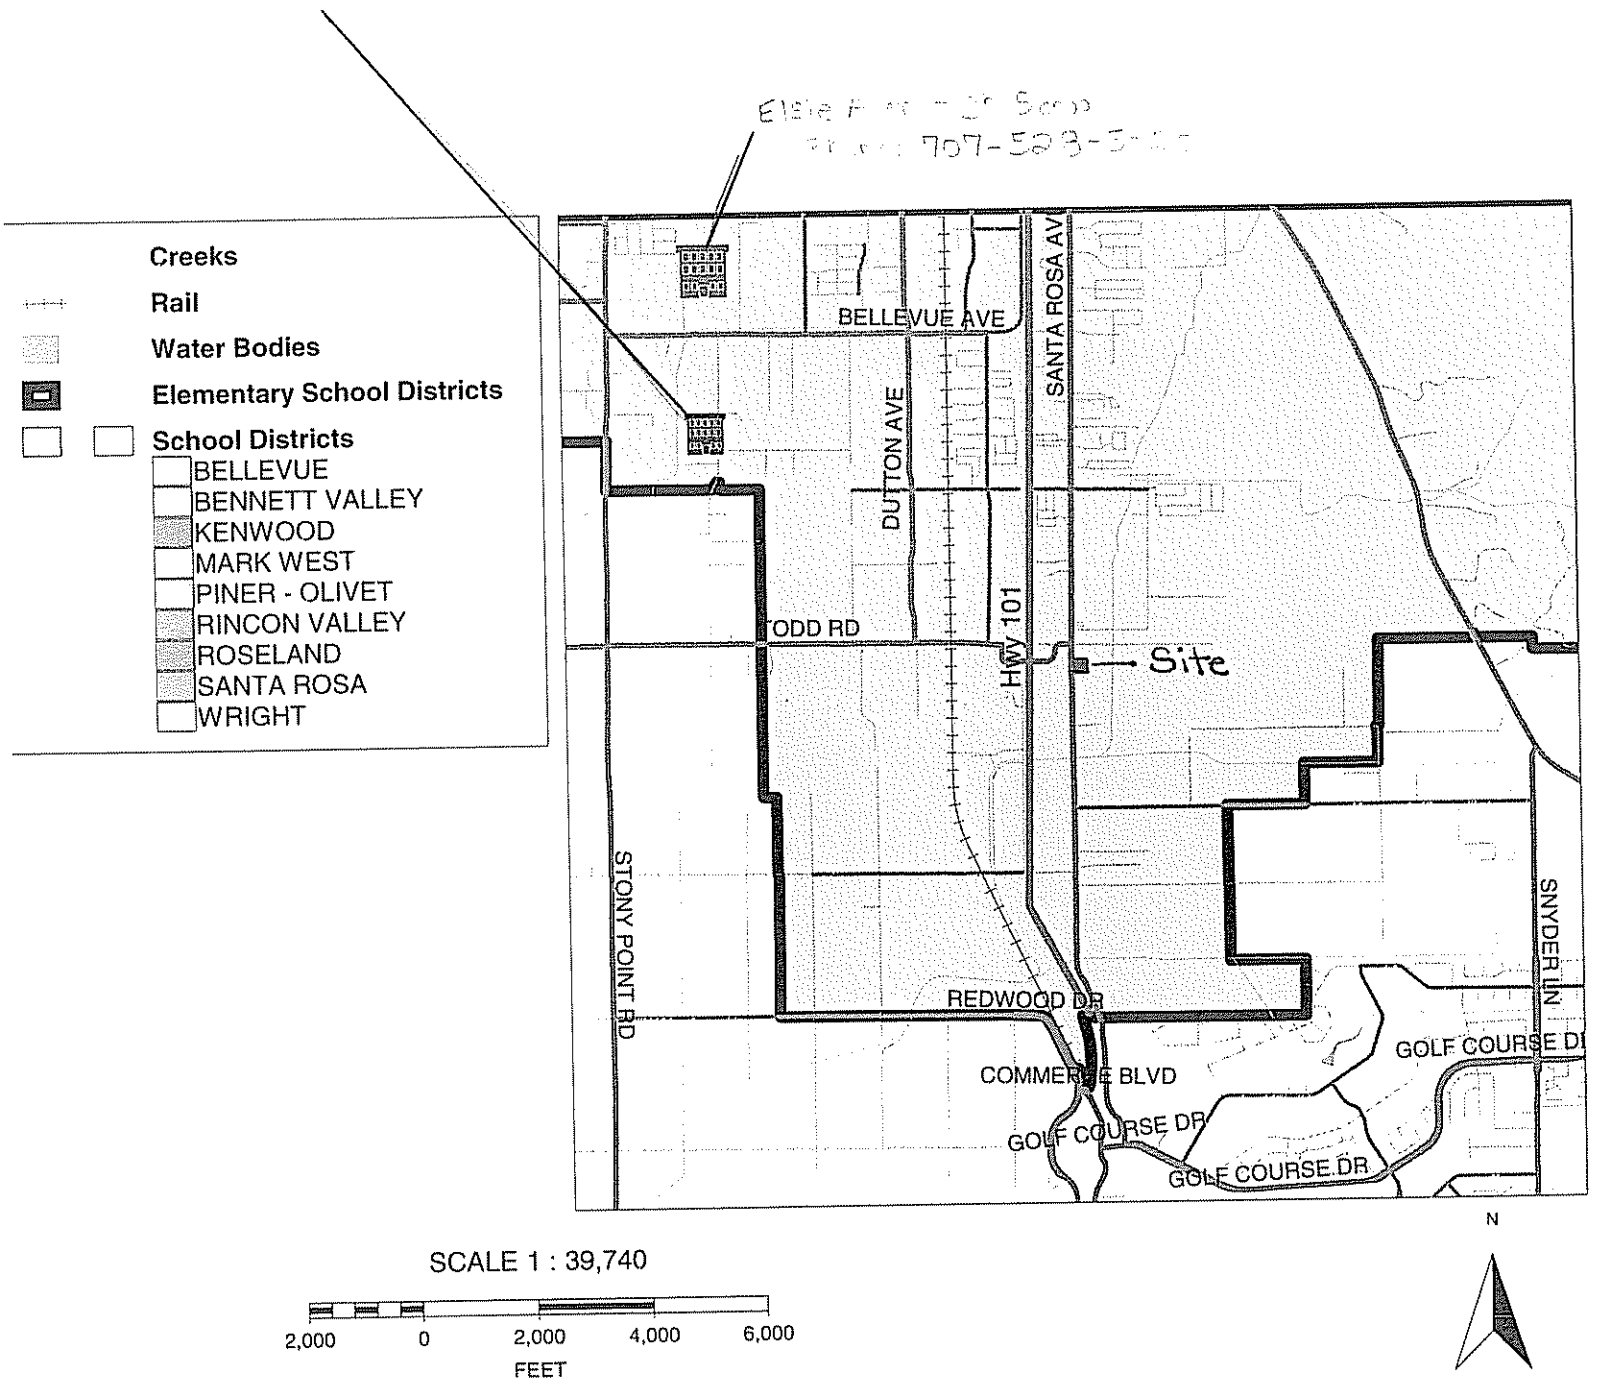 Elsie
707-528-
Creeks
Rail
Water Bodies
Elementary School Districts
School Districts
BELLEVUE
BENNETT VALLEY
KENWOOD
MARK WEST
PINER - OLIVET
RINCON VALLEY
ROSELAND
SANTA ROSA
WRIGHT
SANTA ROSA AV
BELLEVUE AVE
DUTTON AVE
Hwy 101
TODD RD
Site
STONY POINT RD
SNYDER LN
REDWOOD DR
GOLF COURSE DR
COMMERCE BLVD
GOLF COURSE DR
GOLF COURSE DR
SCALE 1 : 39,740
2,000 0 2,000 4,000 6,000
FEET
N